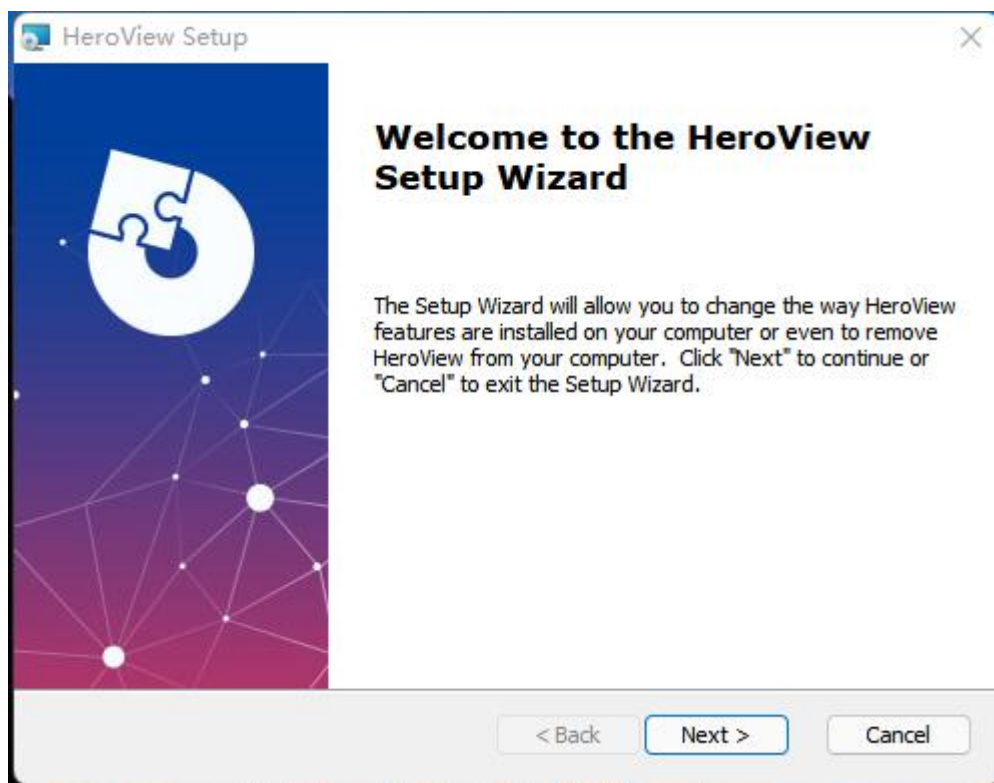 HeroView Setup
Welcome to the HeroView
Setup Wizard
The Setup Wizard will allow you to change the way HeroView
features are installed on your computer or even to remove
HeroView from your computer.  Click "Next" to continue or
"Cancel" to exit the Setup Wizard.
< Back
Next >
Cancel